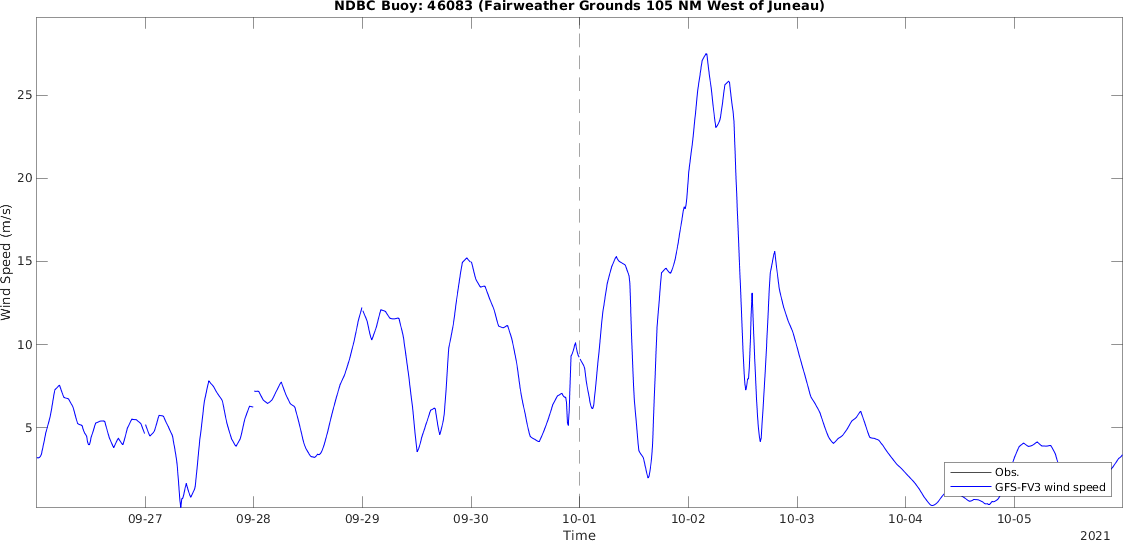 NDBC Buoy: 46083 (Fairweather Grounds 105 NM West of Juneau)
25
20
15
10
5
Wind Speed (m/s)
Obs.
GFS-FV3 wind speed
09-27 09-28 09-29 09-30 10-01 10-02 10-03 10-04 10-05
Time
2021